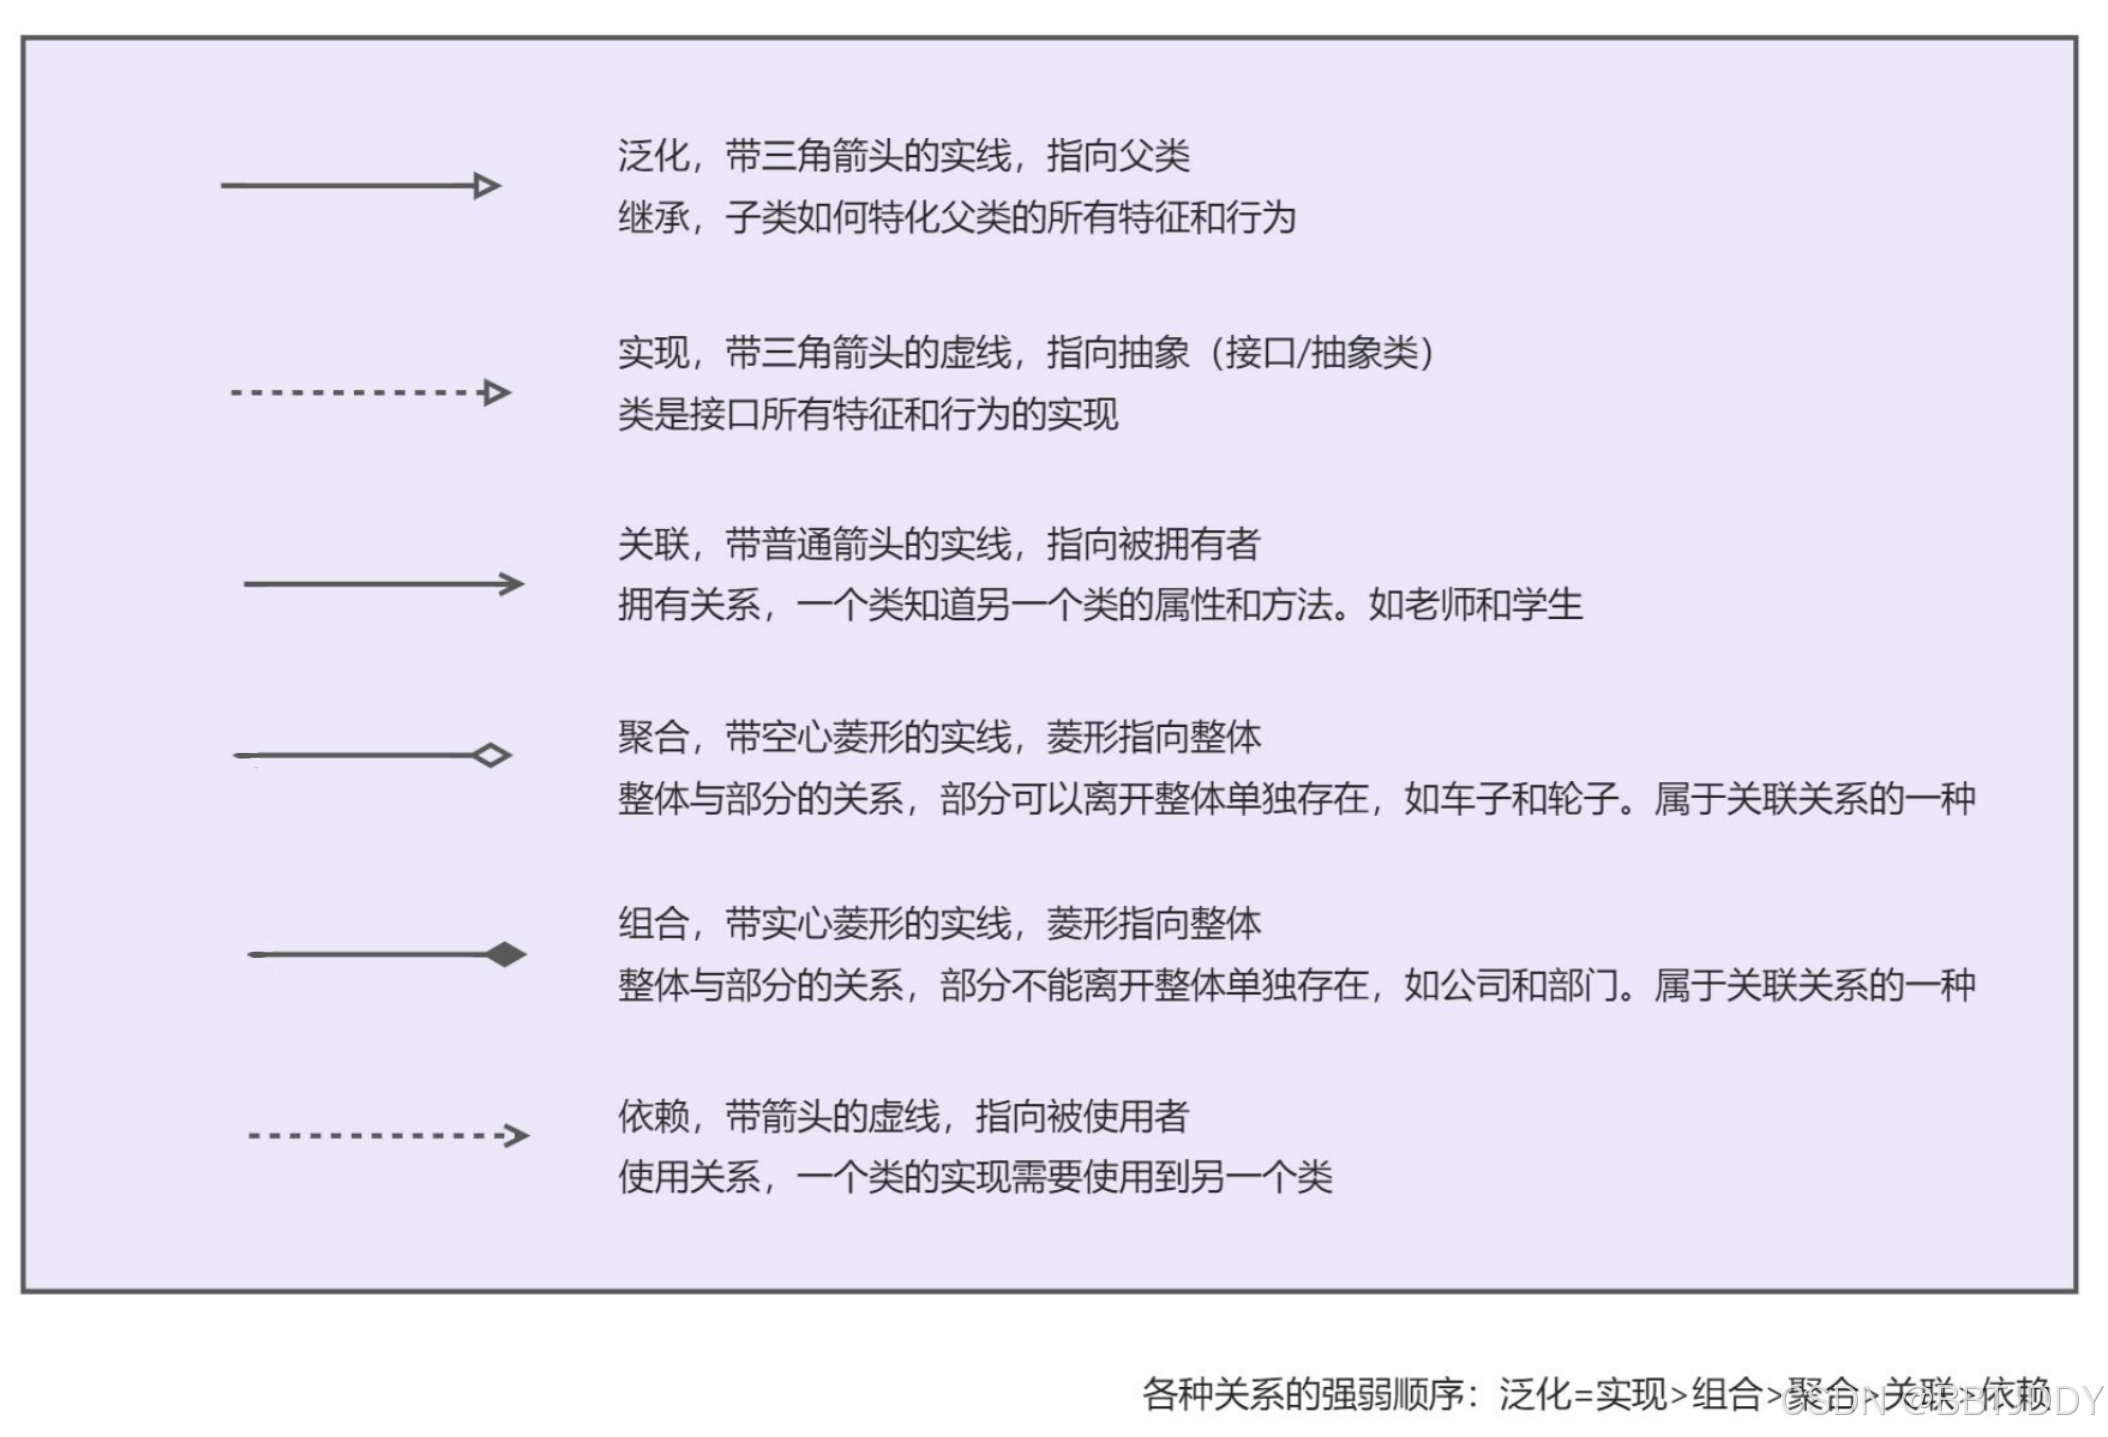 泛化，带三角箭头的实线，指向父类
继承，子类如何特化父类的所有特征和行为
实现，带三角箭头的虚线，指向抽象（接口/抽象类）
类是接口所有特征和行为的实现
关联，带普通箭头的实线，指向被拥有者
拥有关系，一个类知道另一个类的属性和方法。如老师和学生
聚合，带空心菱形的实线，菱形指向整体
整体与部分的关系，部分可以离开整体单独存在，如车子和轮子。属于关联关系的一种
组合，带实心菱形的实线，菱形指向整体
整体与部分的关系，部分不能离开整体单独存在，如公司和部门。属于关联关系的一种
依赖，带箭头的虚线，指向被使用者
使用关系，一个类的实现需要使用到另一个类
各种关系的强弱顺序：泛化=实现>组合>聚合>关联>依赖
CSDN @BBTJDDY